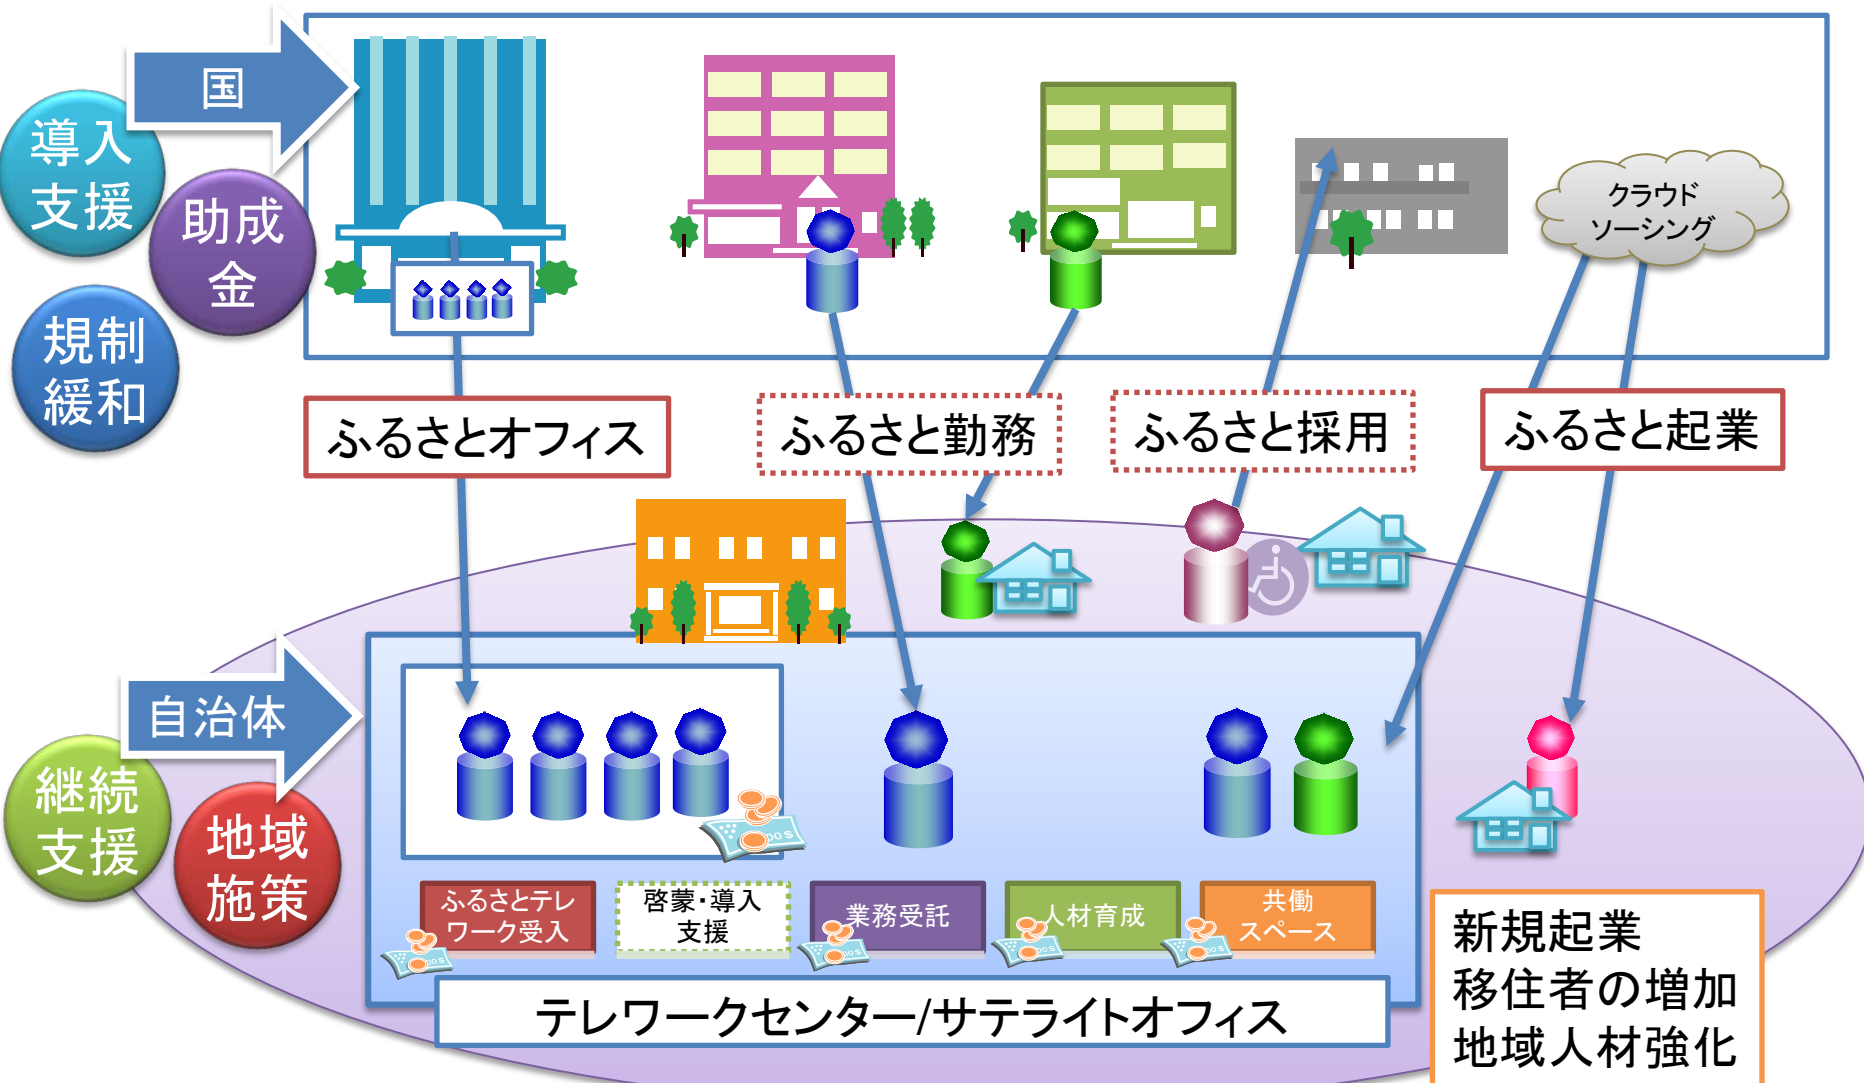 国
導入
支援
助成
金
規制
緩和
クラウド
ソーシング
ふるさとオフィス
ふるさと勤務
ふるさと採用
ふるさと起業
自治体
継続
支援
地域
施策
ふるさとテレ
ワーク受入
啓蒙・導入
支援
業務受託
人材育成
共働
スペース
テレワークセンター/サテライトオフィス
新規起業
移住者の増加
地域人材強化